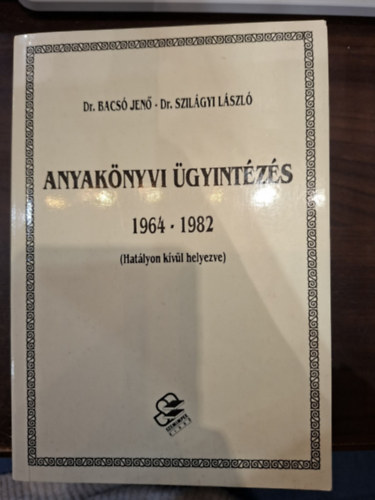 Dr. BACSÓ JENŐ - Dr. SZILÁGYI LÁSZLÓ
ANYAKÖNYVI ÜGYINTÉZÉS
1964 - 1982
(Hatályon kívül helyezve)